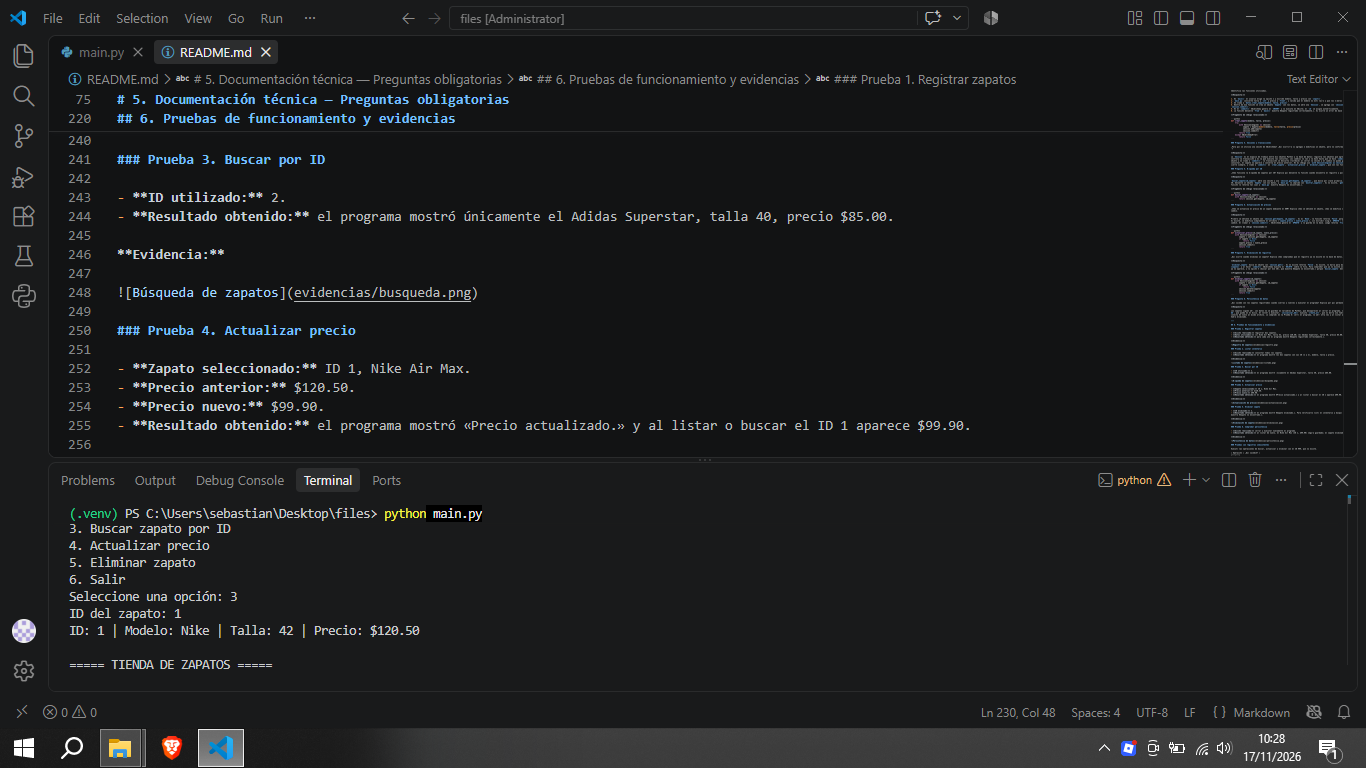 File Edit Selection View Go Run ···
files [Administrator]
main.py
README.md
README.md > abc # 5. Documentación técnica — Preguntas obligatorias > abc ## 6. Pruebas de funcionamiento y evidencias > abc ### Prueba 1. Registrar zapatos
Text Editor
75 # 5. Documentación técnica — Preguntas obligatorias
220 ## 6. Pruebas de funcionamiento y evidencias
240
241 ### Prueba 3. Buscar por ID
242
243 - **ID utilizado:** 2.
244 - **Resultado obtenido:** el programa mostró únicamente el Adidas Superstar, talla 40, precio $85.00.
245
246 **Evidencia:**
247
248 ![Búsqueda de zapatos](evidencias/busqueda.png)
249
250 ### Prueba 4. Actualizar precio
251
252 - **Zapato seleccionado:** ID 1, Nike Air Max.
253 - **Precio anterior:** $120.50.
254 - **Precio nuevo:** $99.90.
255 - **Resultado obtenido:** el programa mostró «Precio actualizado.» y al listar o buscar el ID 1 aparece $99.90.
256
Problems Output Debug Console Terminal Ports
python
(.venv) PS C:\Users\sebastian\Desktop\files> python main.py
3. Buscar zapato por ID
4. Actualizar precio
5. Eliminar zapato
6. Salir
Seleccione una opción: 3
ID del zapato: 1
ID: 1 | Modelo: Nike | Talla: 42 | Precio: $120.50
===== TIENDA DE ZAPATOS =====
0 0
Ln 230, Col 48 Spaces: 4 UTF-8 LF {} Markdown
10:28
17/11/2026
1